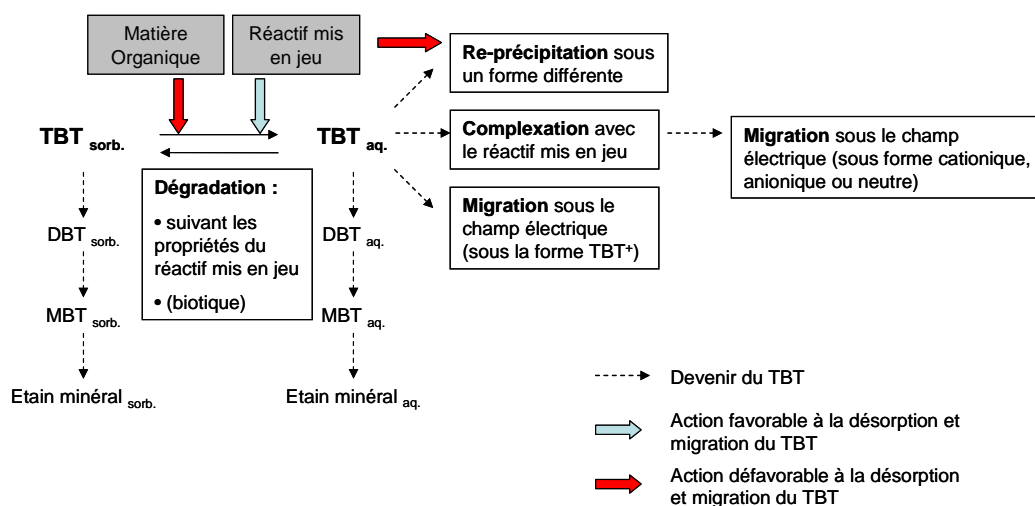 Matière
Organique
Réactif mis
en jeu
Re-précipitation sous
un forme différente
TBT sorb.
TBT aq.
Complexation avec
le réactif mis en jeu
Migration sous le champ
électrique (sous forme cationique,
anionique ou neutre)
Dégradation :
• suivant les
propriétés du
réactif mis en jeu
• (biotique)
Migration sous le
champ électrique
(sous la forme TBT+)
DBT sorb.
DBT aq.
MBT sorb.
MBT aq.
Etain minéral sorb.
Etain minéral aq.
Devenir du TBT
Action favorable à la désorption et
migration du TBT
Action défavorable à la désorption
et migration du TBT